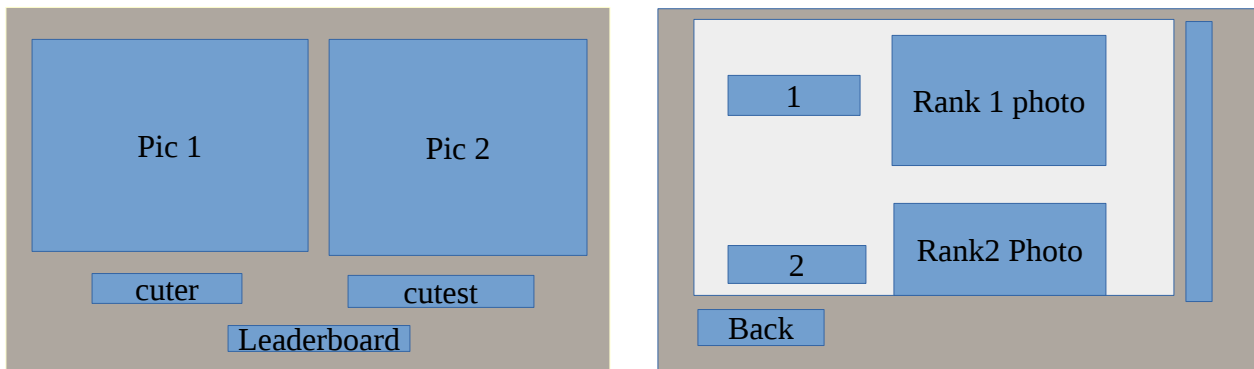 Pic 1
Pic 2
cuter
cutest
Leaderboard
1
Rank 1 photo
2
Rank2 Photo
Back